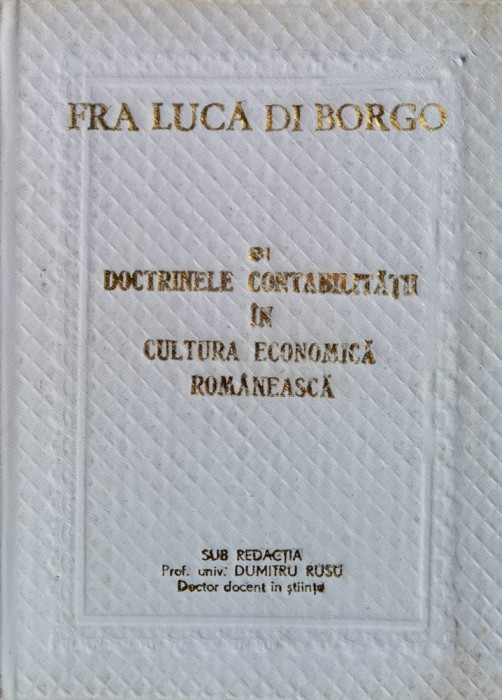 FRA LUCA DI BORGO
ȘI
DOCTRINELE CONTABILITĂȚII
ÎN
CULTURA ECONOMICĂ
ROMÂNEASCĂ
SUB REDACȚIA
Prof. univ. DUMITRU RUSU
Doctor docent în științe